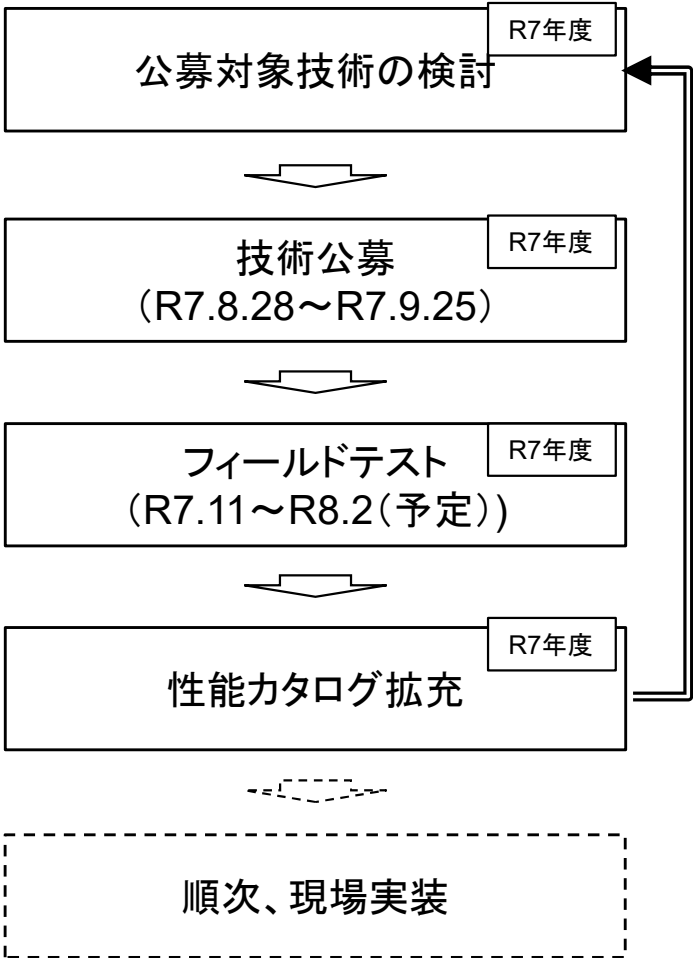 R7年度
公募対象技術の検討
R7年度
技術公募
（R7.8.28～R7.9.25）
R7年度
フィールドテスト
（R7.11～R8.2（予定）)
R7年度
性能カタログ拡充
順次、現場実装